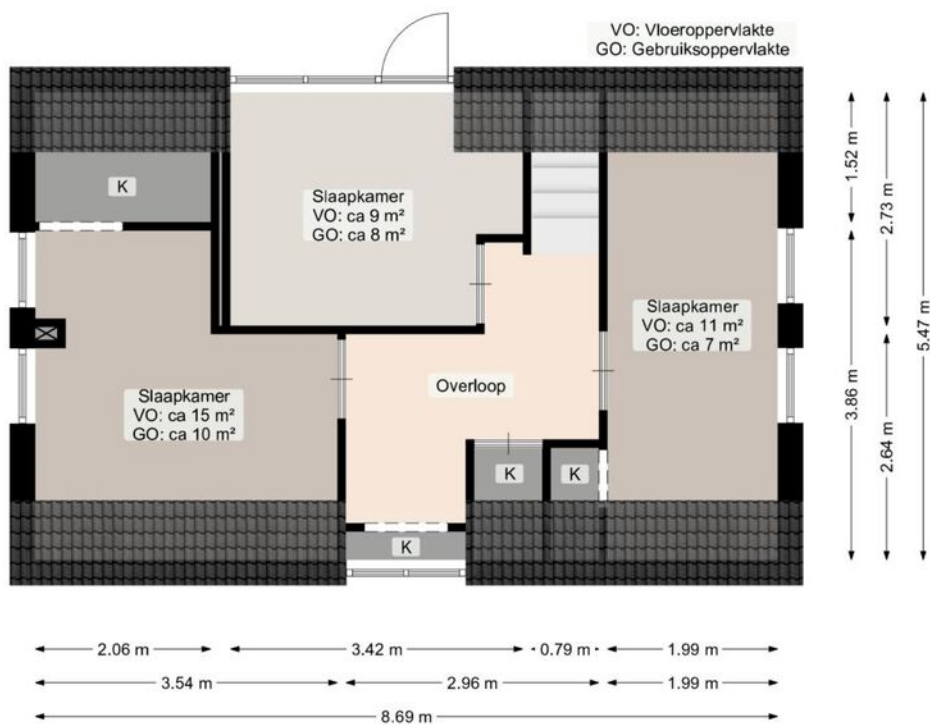 VO: Vloeroppervlakte
GO: Gebruiksoppervlakte
K
Slaapkamer
VO: ca 9 m²
GO: ca 8 m²
Slaapkamer
VO: ca 11 m²
GO: ca 7 m²
Slaapkamer
VO: ca 15 m²
GO: ca 10 m²
Overloop
K
K
K
1.52 m
2.73 m
3.86 m
5.47 m
2.64 m
2.06 m
3.42 m
0.79 m
1.99 m
3.54 m
2.96 m
1.99 m
8.69 m